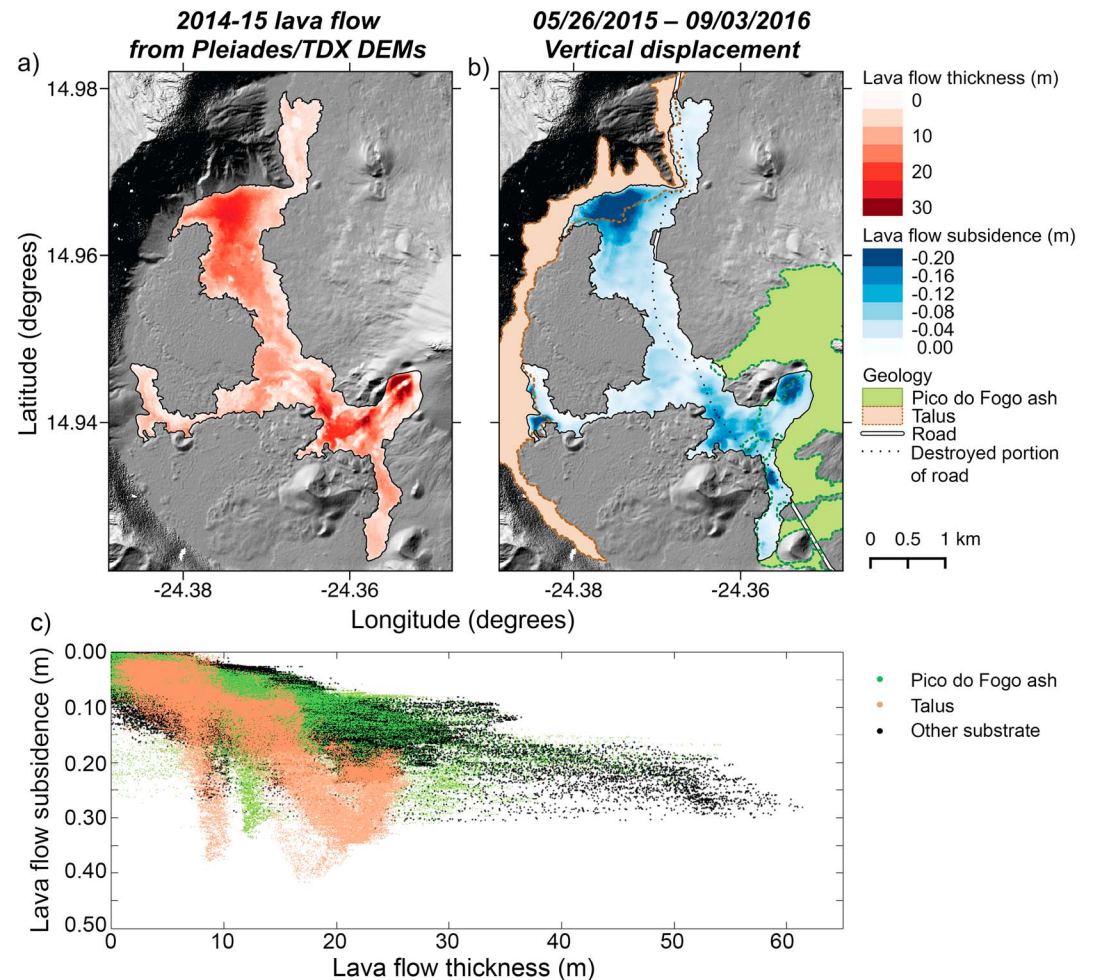 2014-15 lava flow
from Pleiades/TDX DEMs
05/26/2015 – 09/03/2016
Vertical displacement
a)
b)
14.98
14.96
14.94
Latitude (degrees)
-24.38
-24.36
-24.38
-24.36
Longitude (degrees)
Lava flow thickness (m)
0
10
20
30
Lava flow subsidence (m)
-0.20
-0.16
-0.12
-0.08
-0.04
0.00
Geology
Pico do Fogo ash
Talus
Road
Destroyed portion
of road
0 0.5 1 km
c)
Lava flow subsidence (m)
0.00
0.10
0.20
0.30
0.40
0.50
0 10 20 30 40 50 60
Lava flow thickness (m)
Pico do Fogo ash
Talus
Other substrate